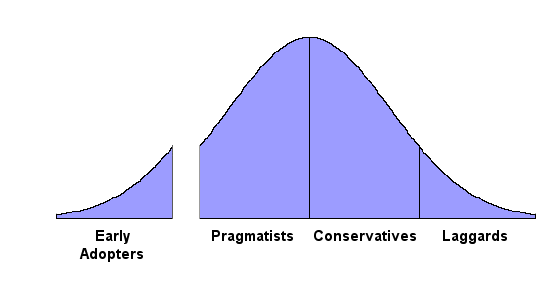 Early
Adopters
Pragmatists
Conservatives
Laggards